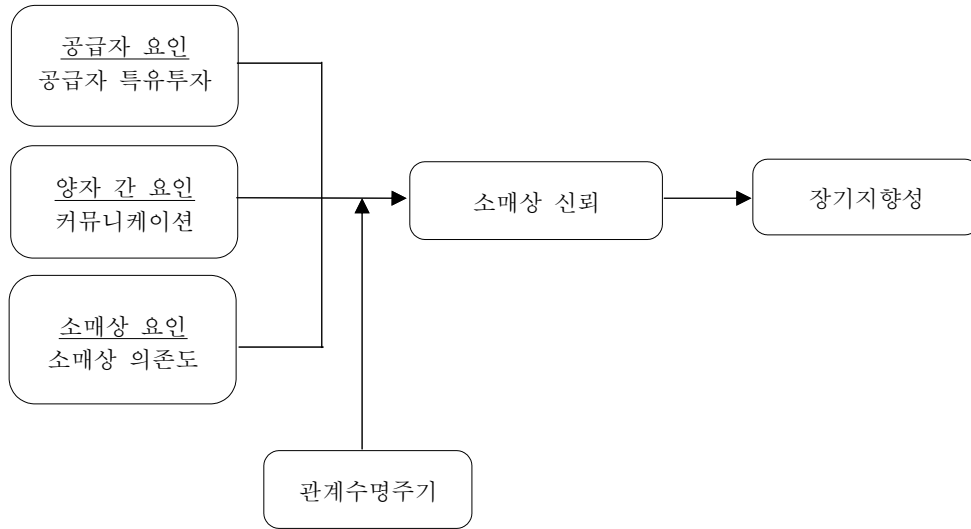 공급자 요인
공급자 특유투자
양자 간 요인
커뮤니케이션
소매상 신뢰
장기지향성
소매상 요인
소매상 의존도
관계수명주기